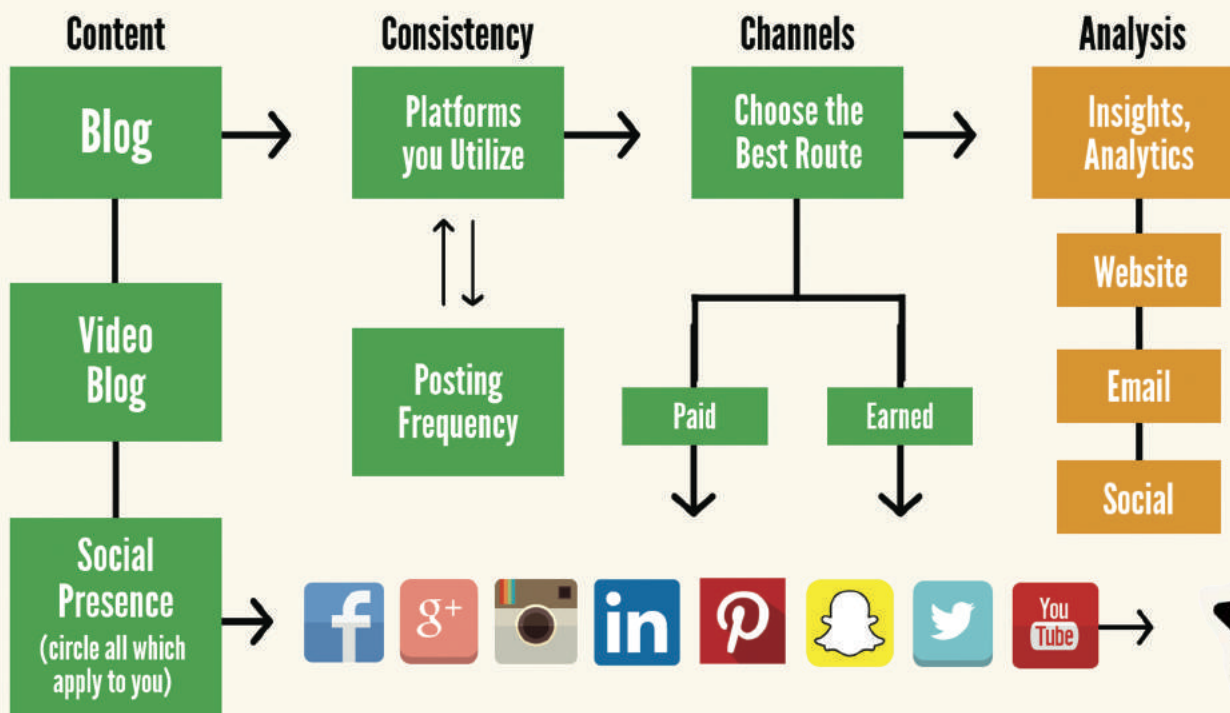 Content
Consistency
Channels
Analysis
Blog
Platforms
you Utilize
Choose the
Best Route
Insights,
Analytics
Website
Video
Blog
Posting
Frequency
Paid
Earned
Email
Social
Social
Presence
(circle all which
apply to you)
f
g+
in
You
Tube